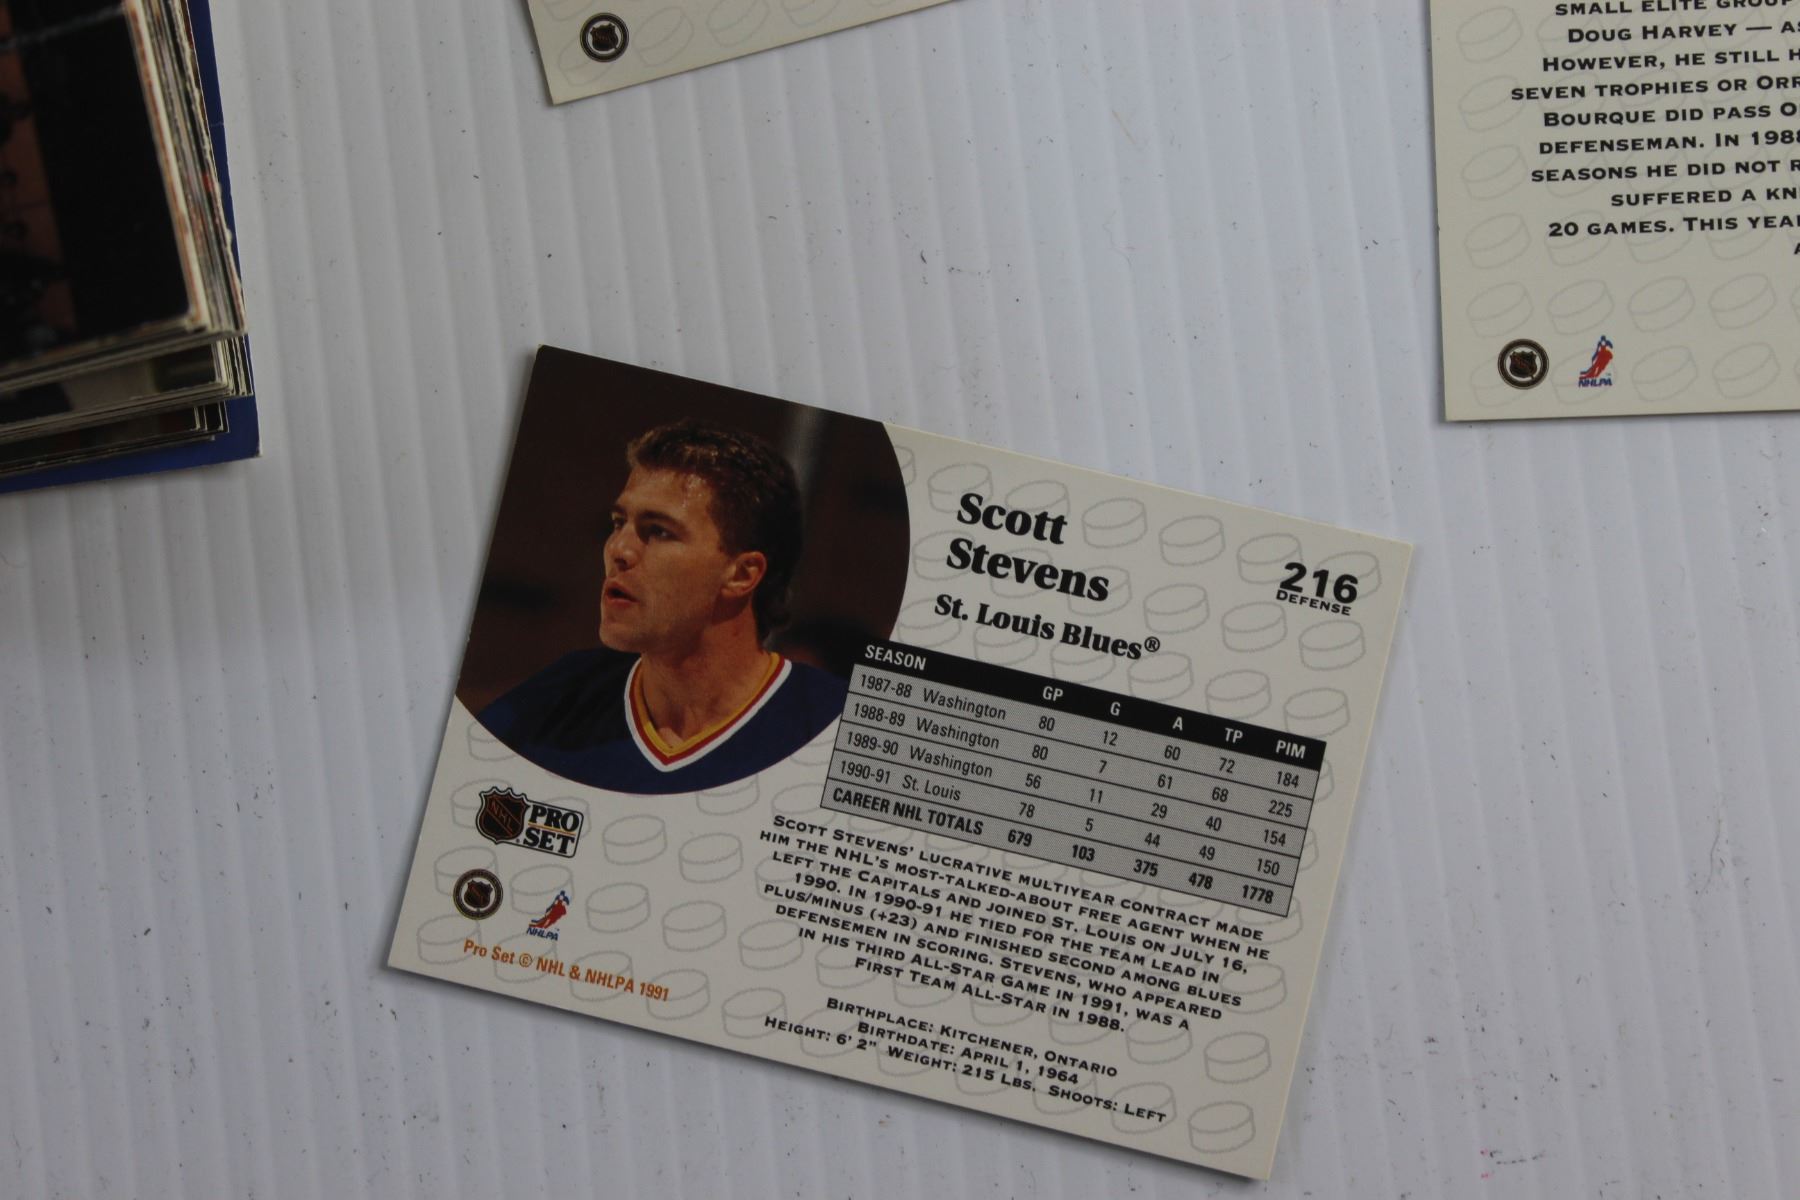 SMALL ELITE GROUP
DOUG HARVEY — AS
HOWEVER, HE STILL H
SEVEN TROPHIES OR ORR
BOURQUE DID PASS O
DEFENSEMAN. IN 1988
SEASONS HE DID NOT R
SUFFERED A KN
20 GAMES. THIS YEA
A
NHLPA
Scott
Stevens
St. Louis Blues®
216
DEFENSE
SEASON GP G A TP PIM
1987-88 Washington 80 12 60 72 184
1988-89 Washington 80 7 61 68 225
1989-90 Washington 56 11 29 40 154
1990-91 St. Louis 78 5 44 49 150
CAREER NHL TOTALS 679 103 375 478 1778
SCOTT STEVENS' LUCRATIVE MULTIYEAR CONTRACT MADE
HIM THE NHL'S MOST-TALKED-ABOUT FREE AGENT WHEN HE
LEFT THE CAPITALS AND JOINED ST. LOUIS ON JULY 16,
1990. IN 1990-91 HE TIED FOR THE TEAM LEAD IN
PLUS/MINUS (+23) AND FINISHED SECOND AMONG BLUES
DEFENSEMEN IN SCORING. STEVENS, WHO APPEARED
IN HIS THIRD ALL-STAR GAME IN 1991, WAS A
FIRST TEAM ALL-STAR IN 1988.
BIRTHPLACE: KITCHENER, ONTARIO
BIRTHDATE: APRIL 1, 1964
HEIGHT: 6' 2" WEIGHT: 215 LBS. SHOOTS: LEFT
NHL PRO
SET
NHLPA
Pro Set © NHL & NHLPA 1991